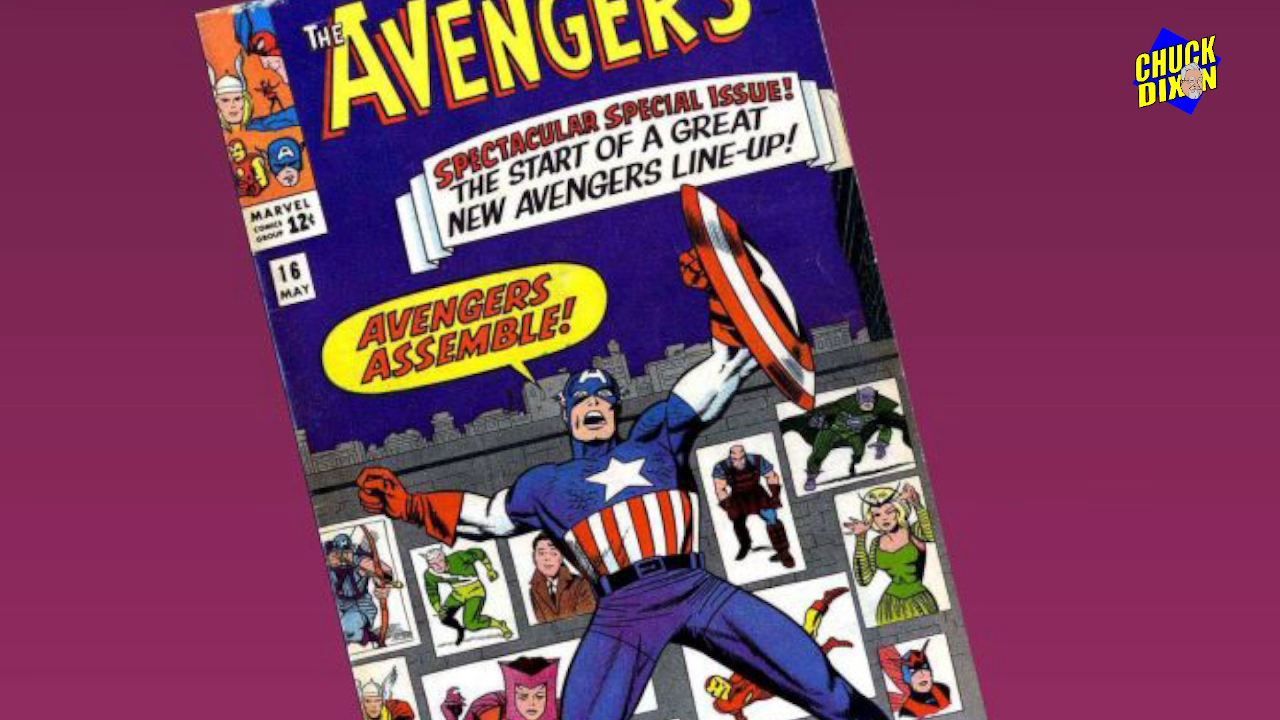 THE AVENGERS
SPECTACULAR SPECIAL ISSUE!
THE START OF A GREAT
NEW AVENGERS LINE-UP!
MARVEL
COMICS
GROUP 12¢
16
MAY
AVENGERS
ASSEMBLE!
A
CHUCK
DIXON